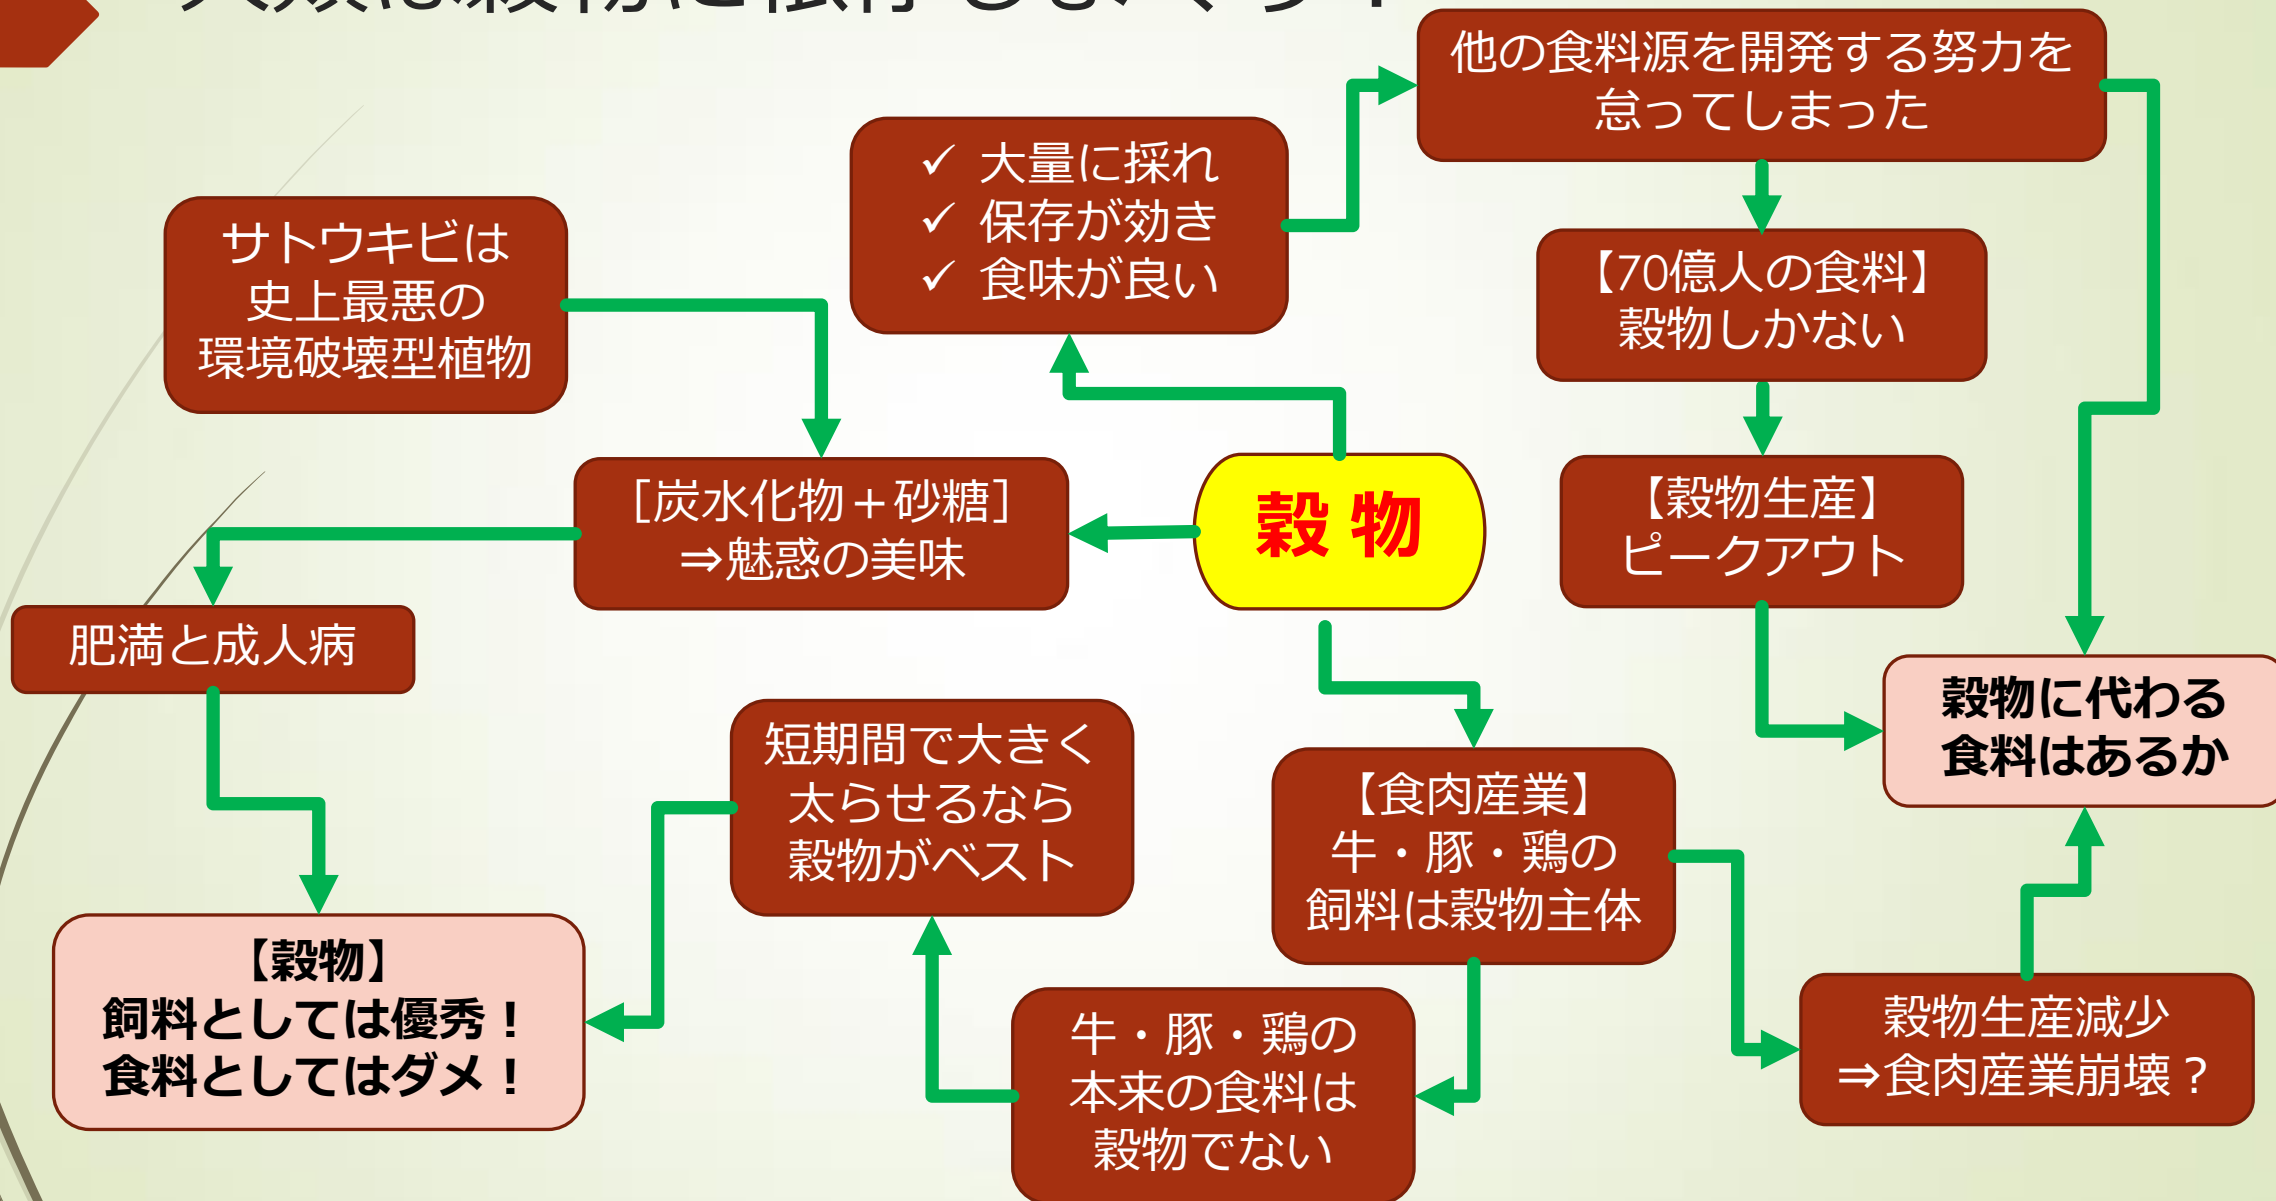 他の食料源を開発する努力を
怠ってしまった
✓ 大量に採れ
✓ 保存が効き
✓ 食味が良い
サトウキビは
史上最悪の
環境破壊型植物
【70億人の食料】
穀物しかない
［炭水化物＋砂糖］
⇒魅惑の美味
穀 物
【穀物生産】
ピークアウト
肥満と成人病
穀物に代わる
食料はあるか
短期間で大きく
太らせるなら
穀物がベスト
【食肉産業】
牛・豚・鶏の
飼料は穀物主体
【穀物】
飼料としては優秀！
食料としてはダメ！
牛・豚・鶏の
本来の食料は
穀物でない
穀物生産減少
⇒食肉産業崩壊？